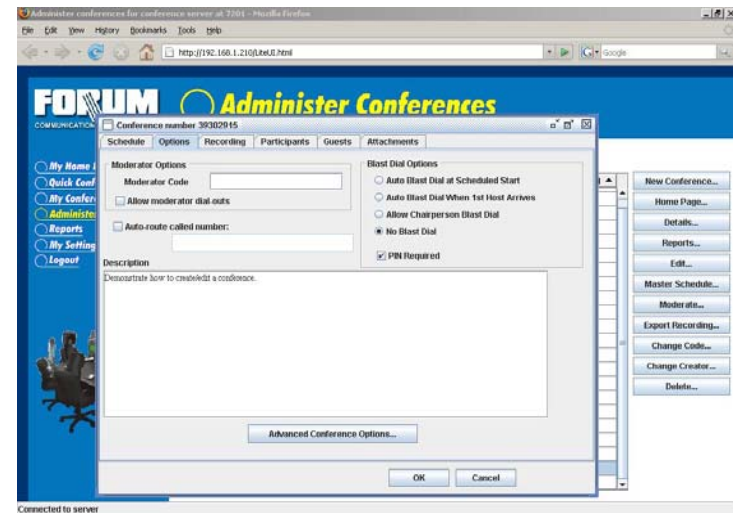 Administer conferences for conference server at 7201 - Mozilla Firefox
File Edit View History Bookmarks Tools Help
http://192.168.1.210/LiteUI.html
Google
FORUM
Administer Conferences
Conference number 39302915
Schedule Options Recording Participants Guests Attachments
Moderator Options
Moderator Code
Allow moderator dial-outs
Auto-route called number:
Blast Dial Options
Auto Blast Dial at Scheduled Start
Auto Blast Dial When 1st Host Arrives
Allow Chairperson Blast Dial
No Blast Dial
PIN Required
Description
Demonstrate how to create/edit a conference.
Advanced Conference Options...
OK Cancel
My Home
Quick Conf
My Confer
Administe
Reports
My Setting
Logout
New Conference...
Home Page...
Details...
Reports...
Edit...
Master Schedule...
Moderate...
Export Recording...
Change Code...
Change Creator...
Delete...
Connected to server